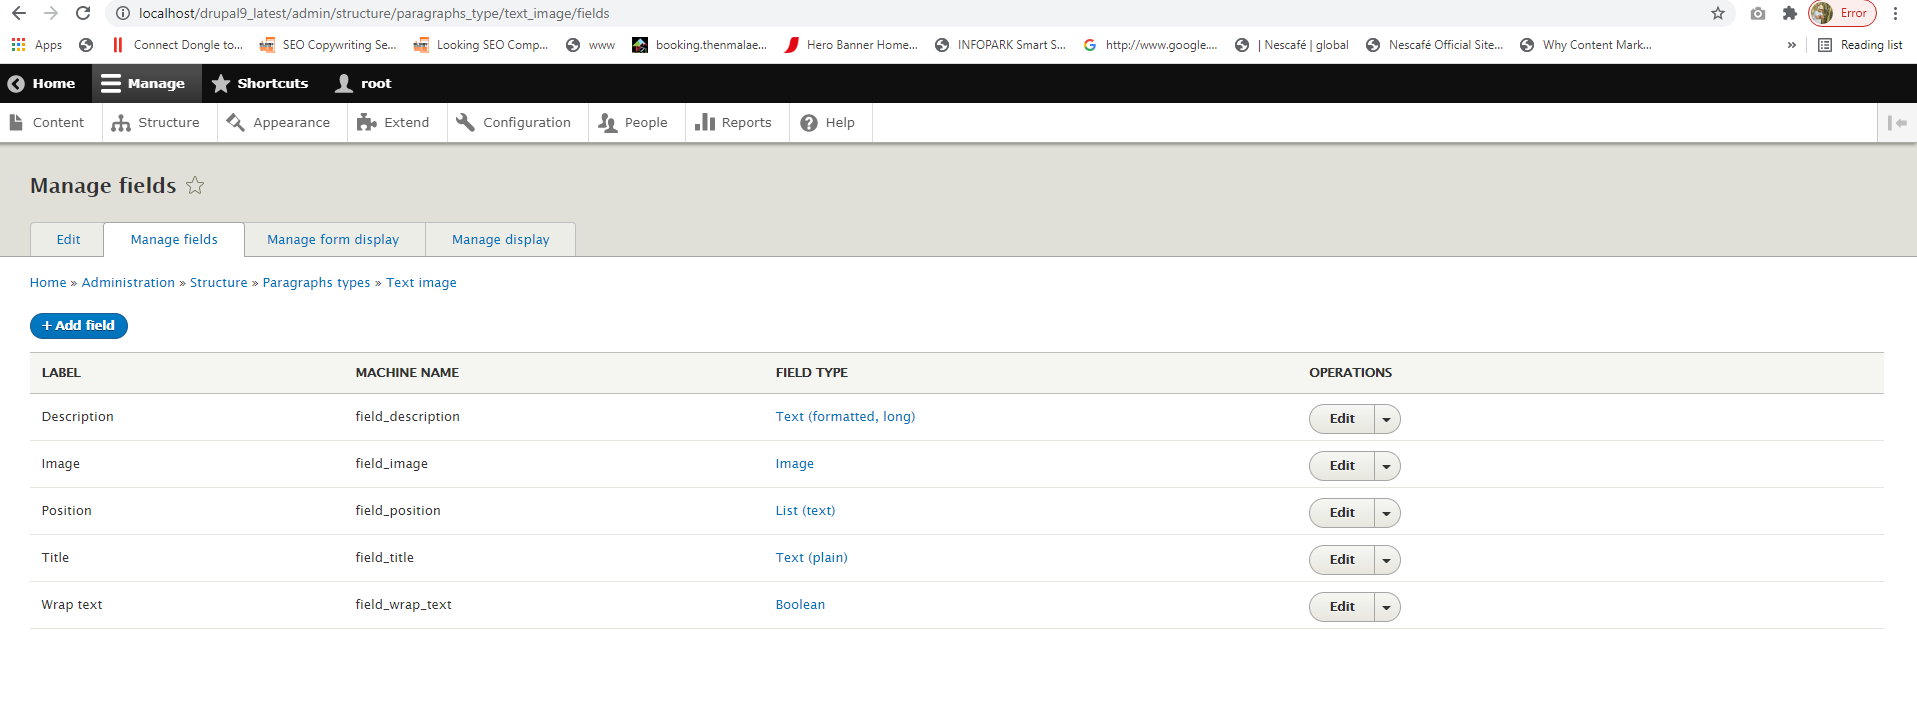 localhost/drupal9_latest/admin/structure/paragraphs_type/text_image/fields Error
Apps Connect Dongle to... SEO Copywriting Se... Looking SEO Comp... www booking.thenmalae... Hero Banner Home... INFOPARK Smart S... http://www.google.... | Nescafé | global Nescafé Official Site... Why Content Mark... » Reading list
Home Manage Shortcuts root
Content Structure Appearance Extend Configuration People Reports Help
Manage fields
Edit Manage fields Manage form display Manage display
Home » Administration » Structure » Paragraphs types » Text image
+ Add field
LABEL MACHINE NAME FIELD TYPE OPERATIONS
Description field_description Text (formatted, long) Edit
Image field_image Image Edit
Position field_position List (text) Edit
Title field_title Text (plain) Edit
Wrap text field_wrap_text Boolean Edit